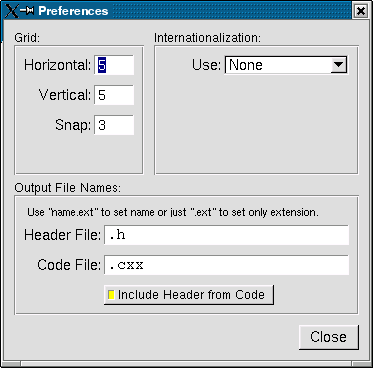 Preferences
Grid:
Horizontal: 5
Vertical: 5
Snap: 3
Internationalization:
Use: None
Output File Names:
Use "name.ext" to set name or just ".ext" to set only extension.
Header File: .h
Code File: .cxx
Include Header from Code
Close